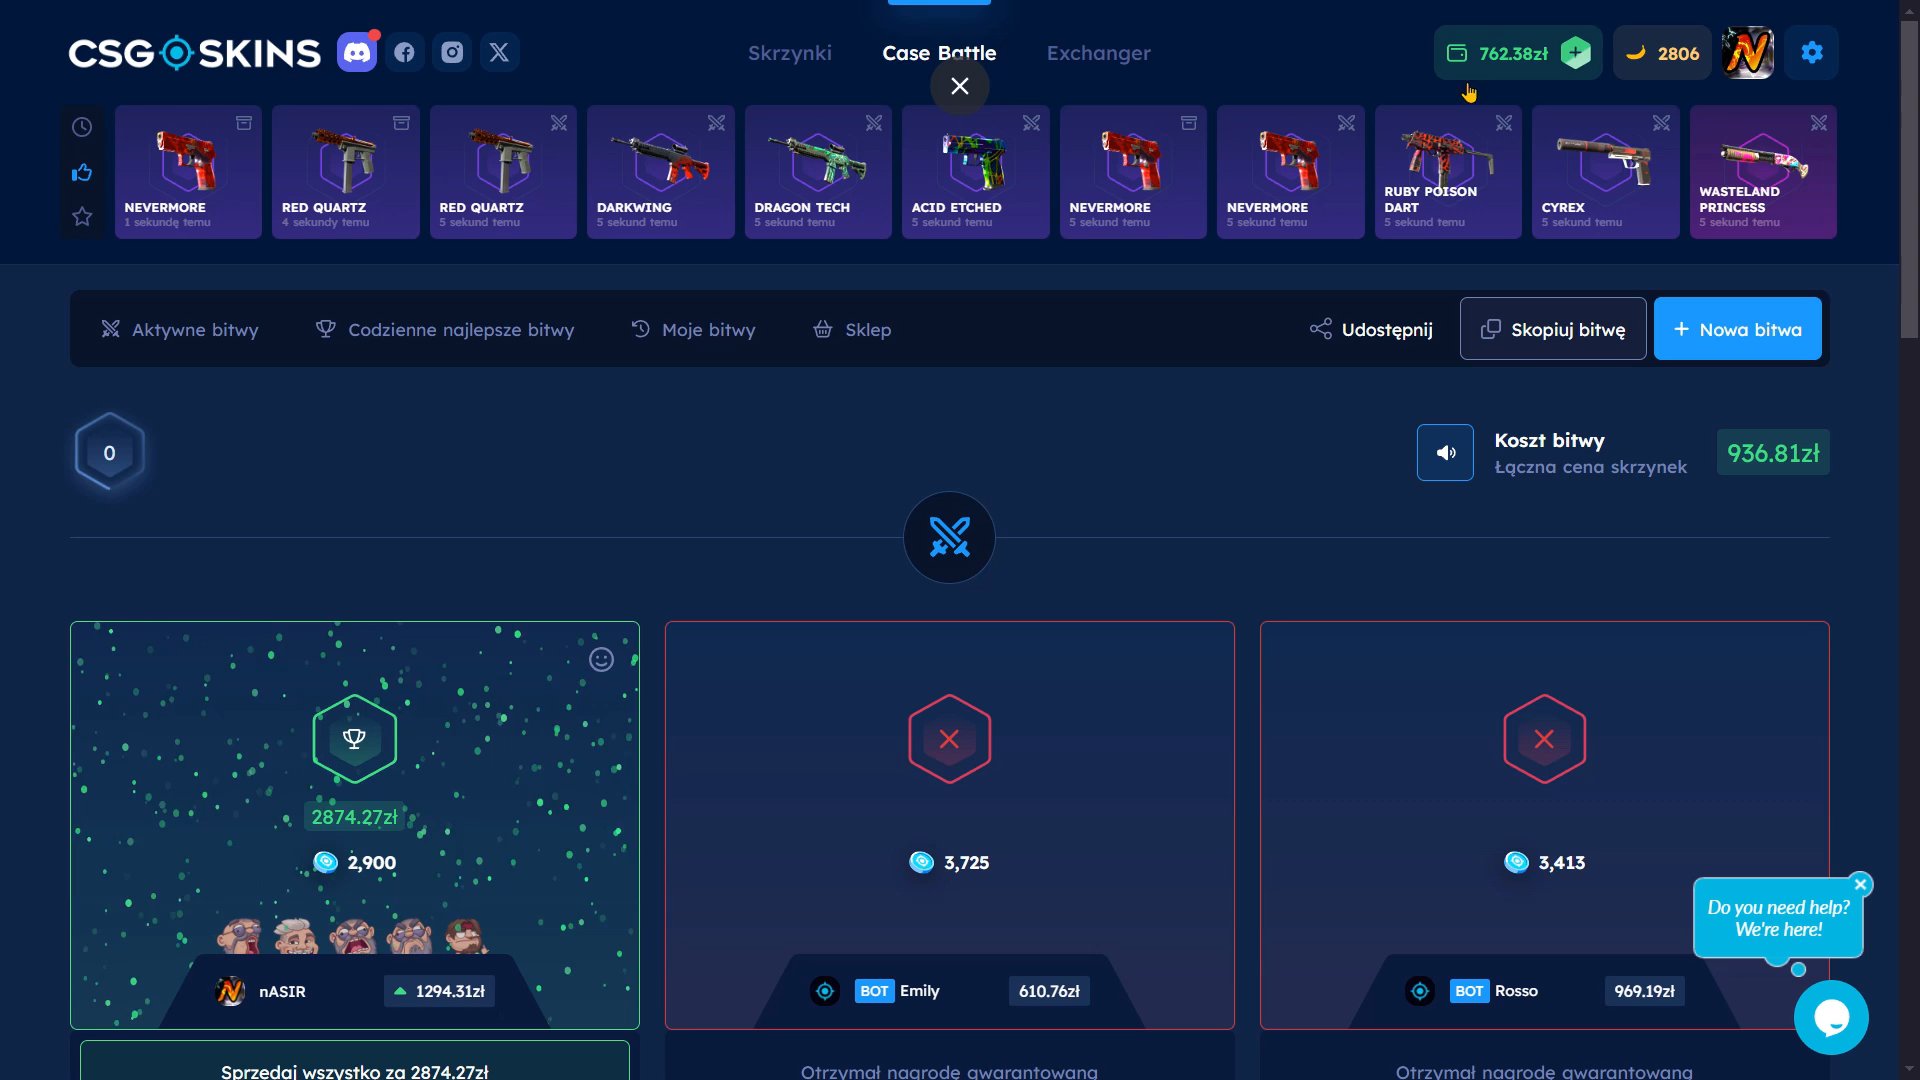 CSGOSKINS
Skrzynki
Case Battle
Exchanger
762.38zł
2806
NEVERMORE
1 sekundę temu
RED QUARTZ
4 sekundy temu
RED QUARTZ
5 sekund temu
DARKWING
5 sekund temu
DRAGON TECH
5 sekund temu
ACID ETCHED
5 sekund temu
NEVERMORE
5 sekund temu
NEVERMORE
5 sekund temu
RUBY POISON
DART
5 sekund temu
CYREX
5 sekund temu
WASTELAND
PRINCESS
5 sekund temu
Aktywne bitwy
Codzienne najlepsze bitwy
Moje bitwy
Sklep
Udostępnij
Skopiuj bitwę
+ Nowa bitwa
0
Koszt bitwy
Łączna cena skrzynek
936.81zł
2874.27zł
2,900
nASIR
1294.31zł
3,725
BOT Emily
610.76zł
3,413
BOT Rosso
969.19zł
Do you need help?
We're here!
Sprzedaj wszystko za 2874.27zł
Otrzymał nagrodę gwarantowaną
Otrzymał nagrodę gwarantowaną